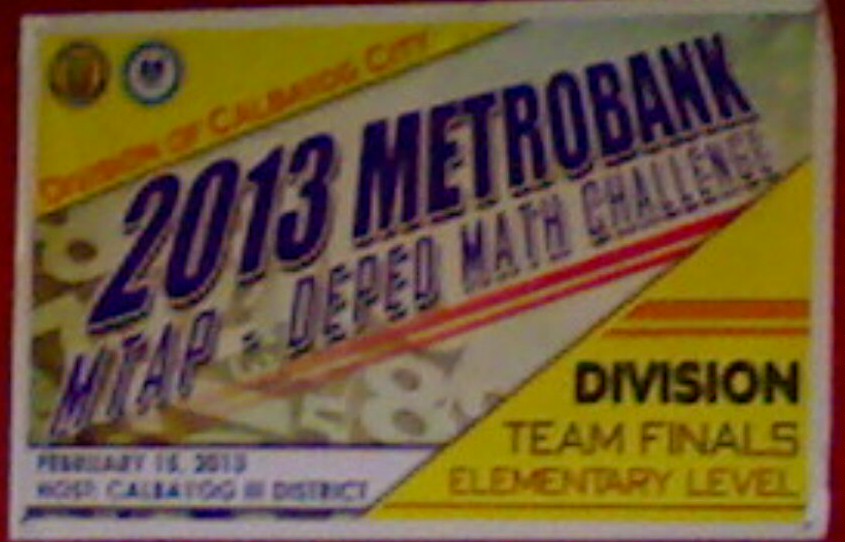 DIVISION OF CALBAYOG CITY
2013 METROBANK
MTAP - DEPED MATH CHALLENGE
DIVISION
TEAM FINALS
ELEMENTARY LEVEL
FEBRUARY 15, 2013
HOST: CALBAYOG III DISTRICT